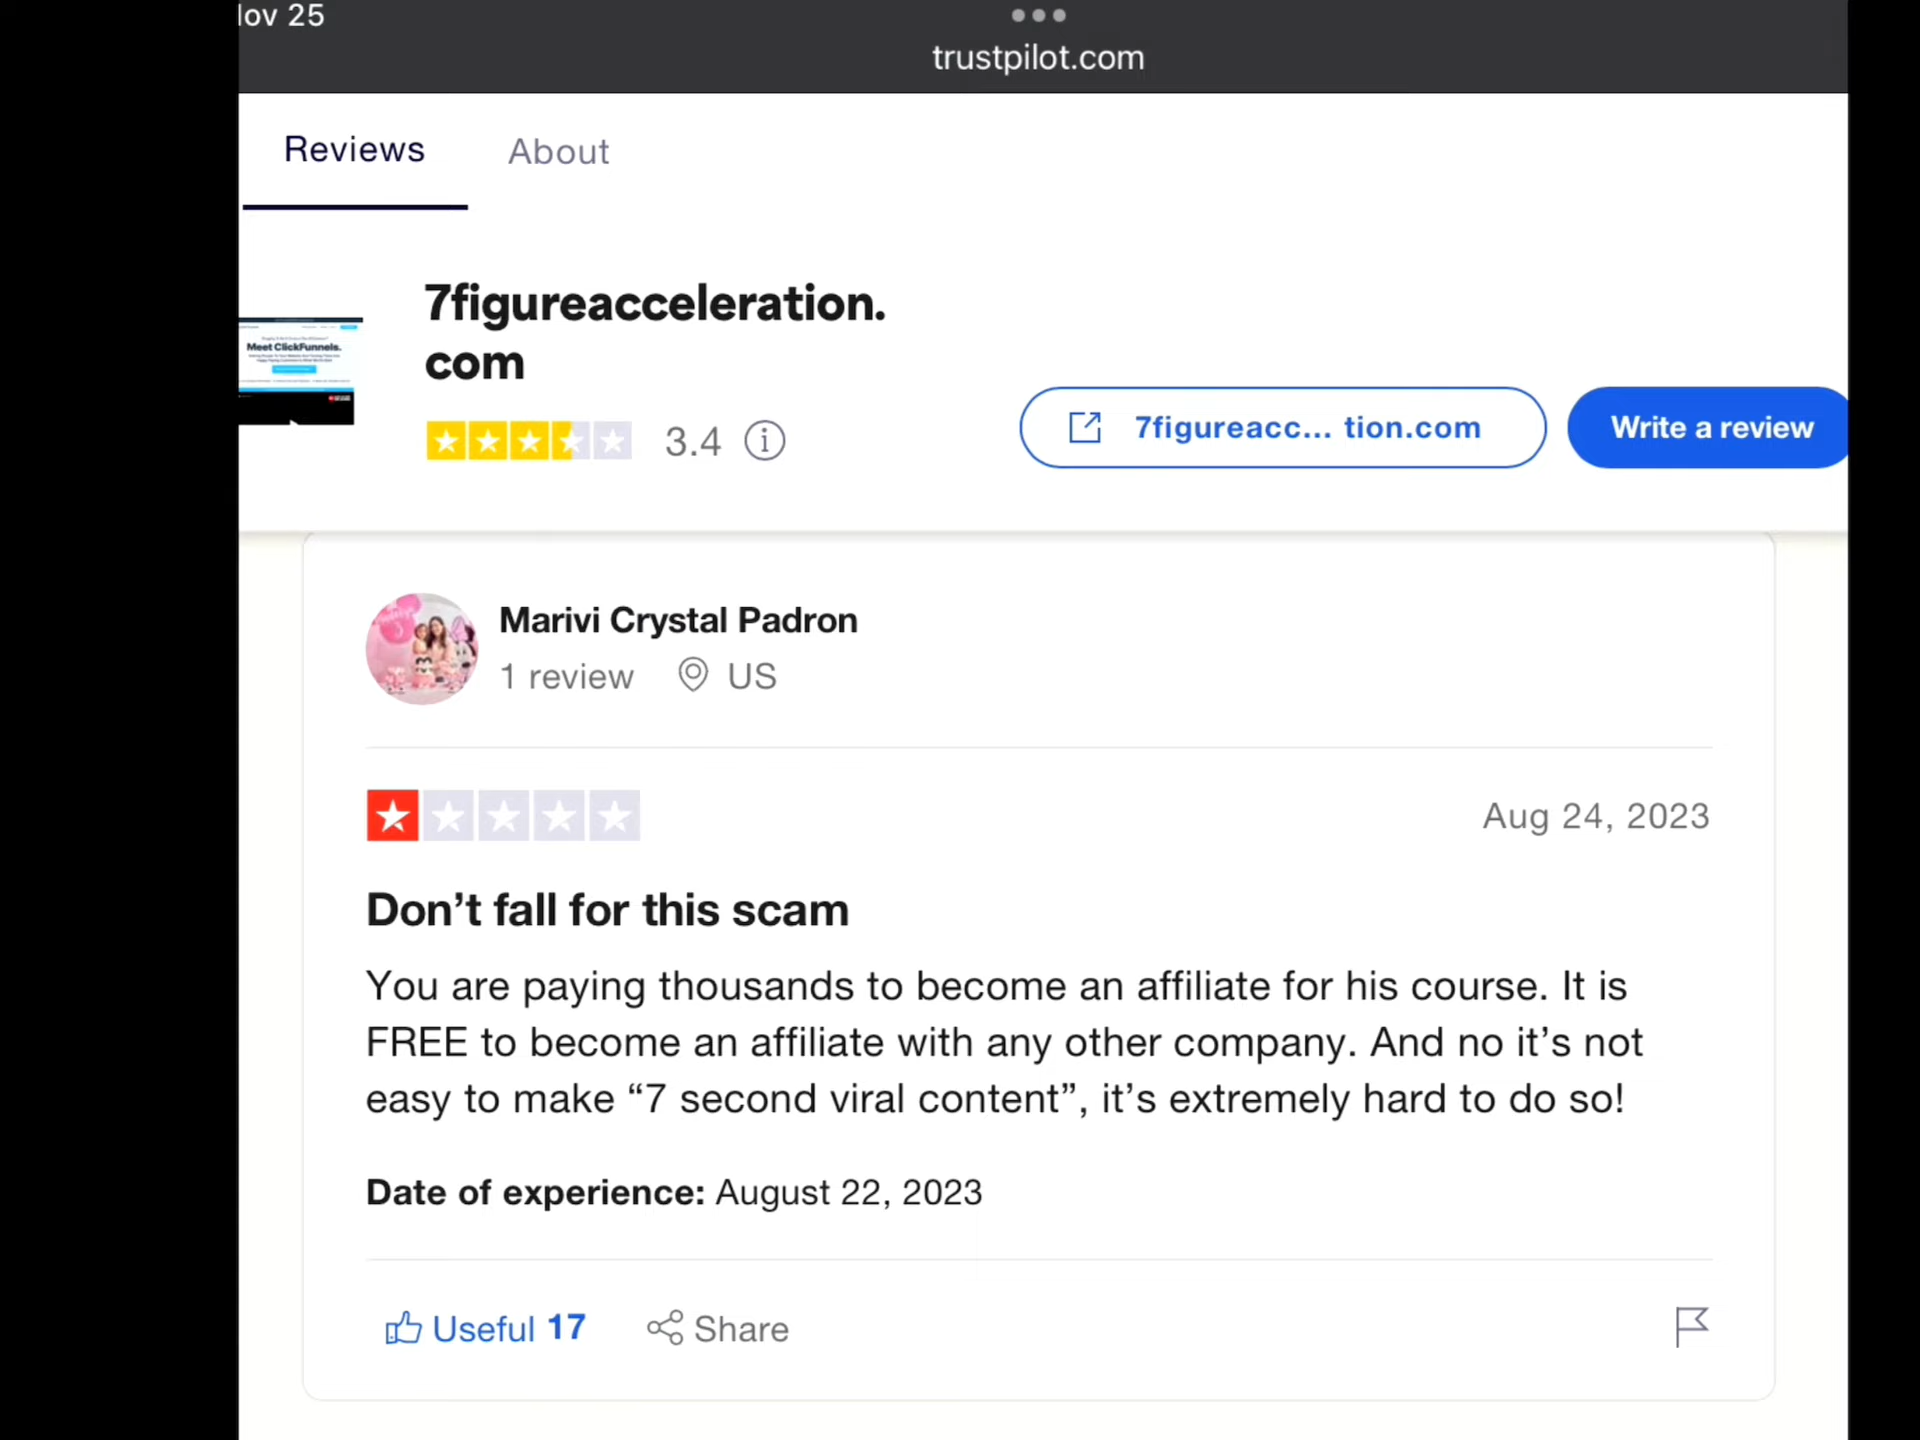 ov 25
trustpilot.com
Reviews
About
7figureacceleration.
com
Meet ClickFunnels.
3.4
7figureacc... tion.com
Write a review
Marivi Crystal Padron
1 review
US
Aug 24, 2023
Don’t fall for this scam
You are paying thousands to become an affiliate for his course. It is
FREE to become an affiliate with any other company. And no it’s not
easy to make “7 second viral content”, it’s extremely hard to do so!
Date of experience: August 22, 2023
Useful 17
Share